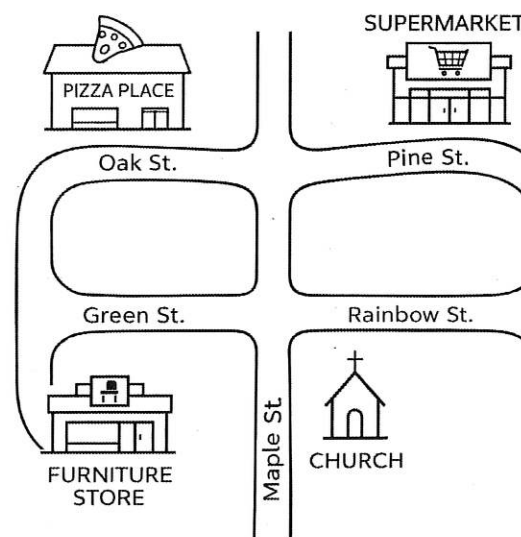 SUPERMARKET
PIZZA PLACE
Oak St.
Pine St.
Green St.
Rainbow St.
Maple St.
CHURCH
FURNITURE
STORE